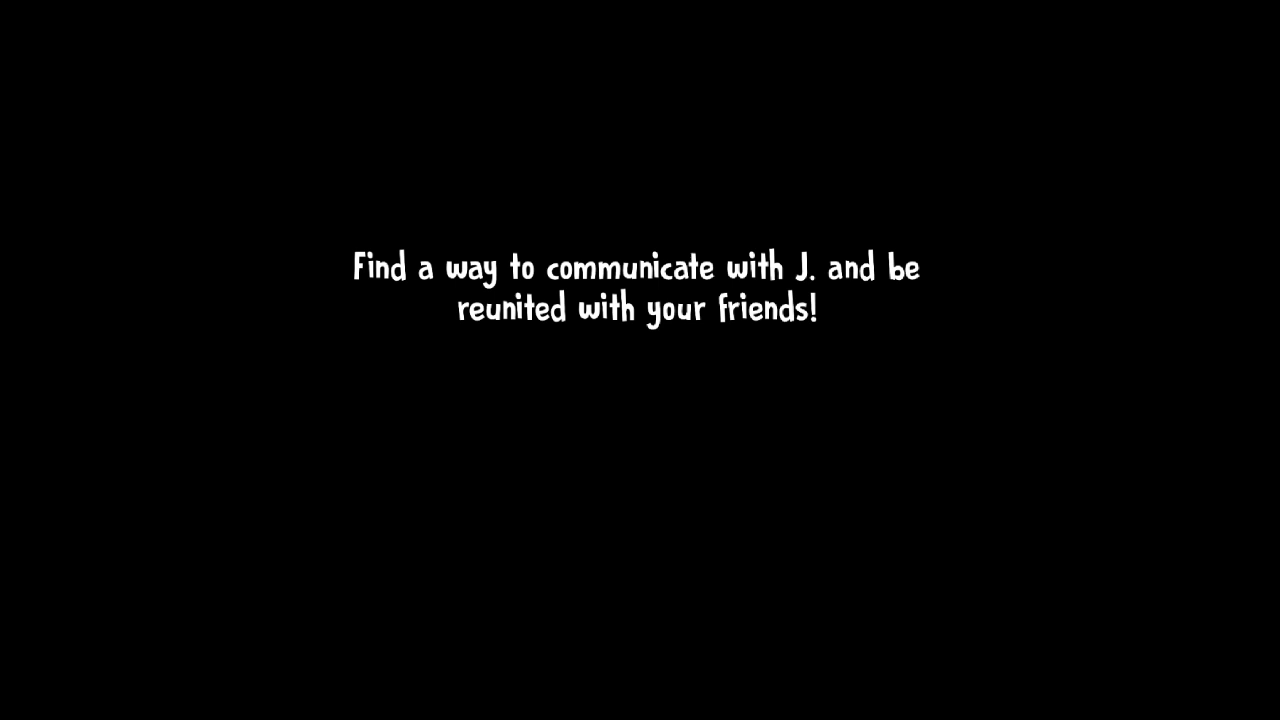 Find a way to communicate with J. and be
reunited with your friends!